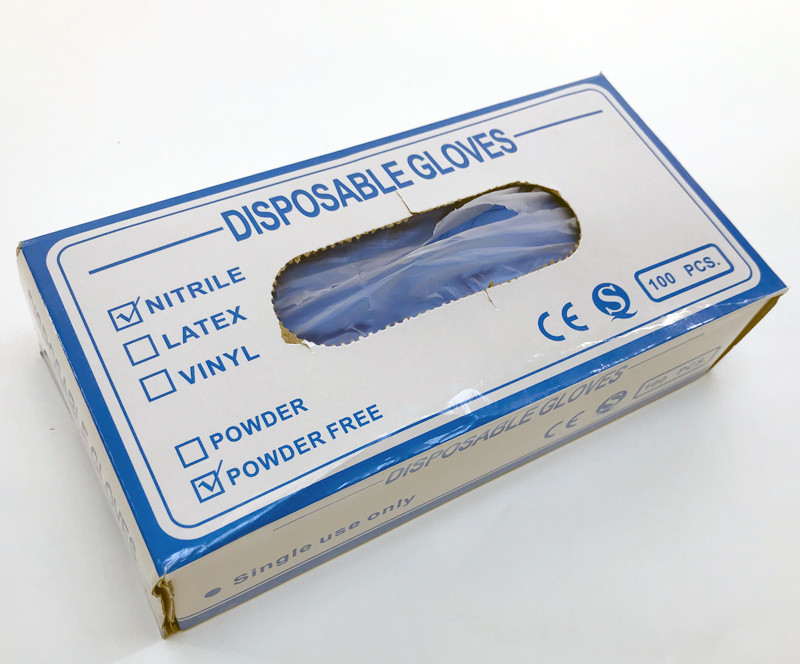 DISPOSABLE GLOVES
NITRILE
LATEX
VINYL
POWDER
POWDER FREE
CE
100 PCS.
DISPOSABLE GLOVES
CE
100 PCS.
Single use only